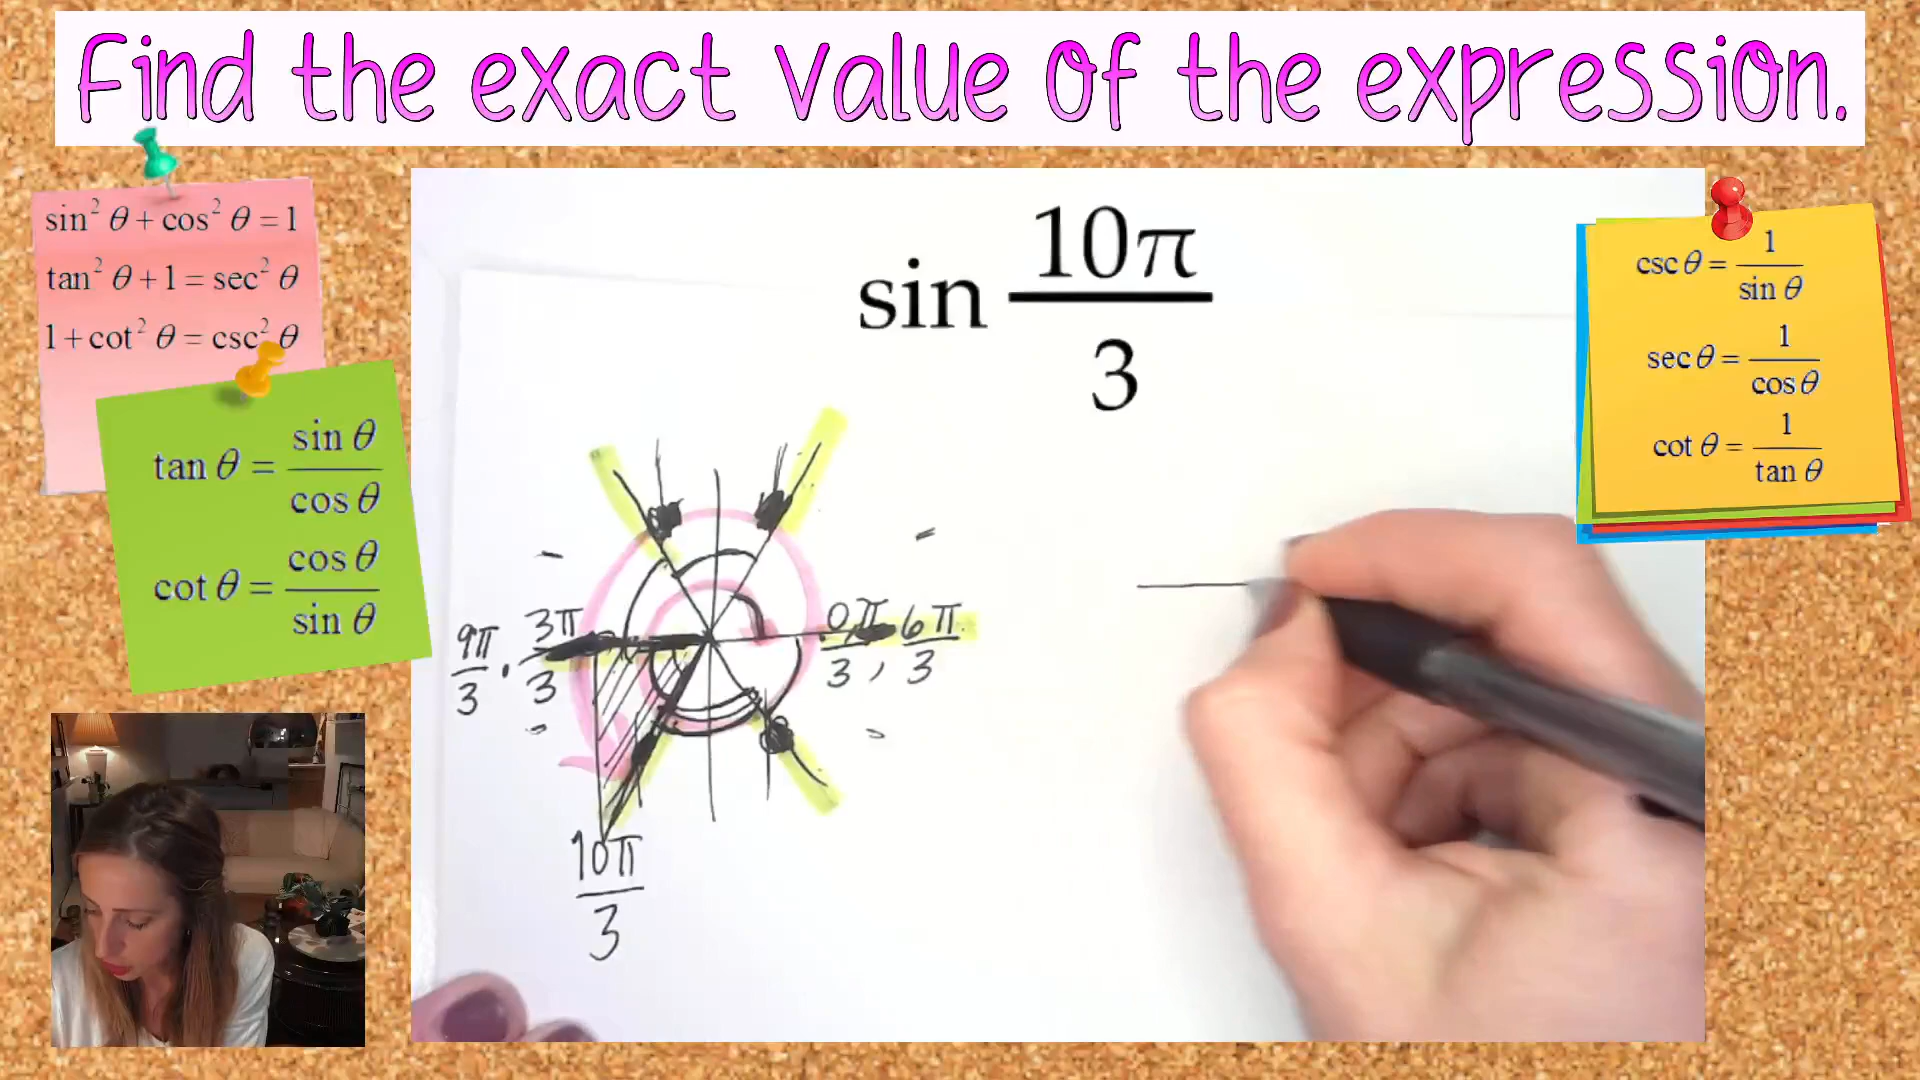 Find the exact value of the expression.
sin² θ + cos² θ = 1
tan² θ + 1 = sec² θ
1 + cot² θ = csc² θ
tan θ = sin θ / cos θ
cot θ = cos θ / sin θ
sin 10π / 3
csc θ = 1 / sin θ
sec θ = 1 / cos θ
cot θ = 1 / tan θ
9π / 3 , 3π / 3
0π / 3 , 6π / 3
10π / 3